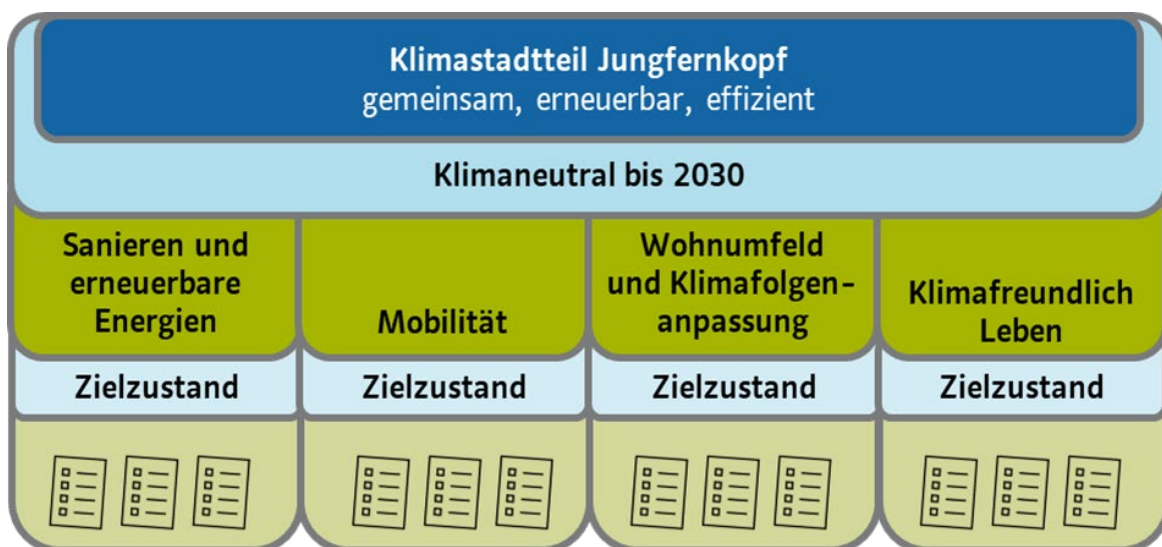 Klimastadtteil Jungfernkopf
gemeinsam, erneuerbar, effizient
Klimaneutral bis 2030
Sanieren und
erneuerbare
Energien
Mobilität
Wohnumfeld
und Klimafolgen-
anpassung
Klimafreundlich
Leben
Zielzustand
Zielzustand
Zielzustand
Zielzustand